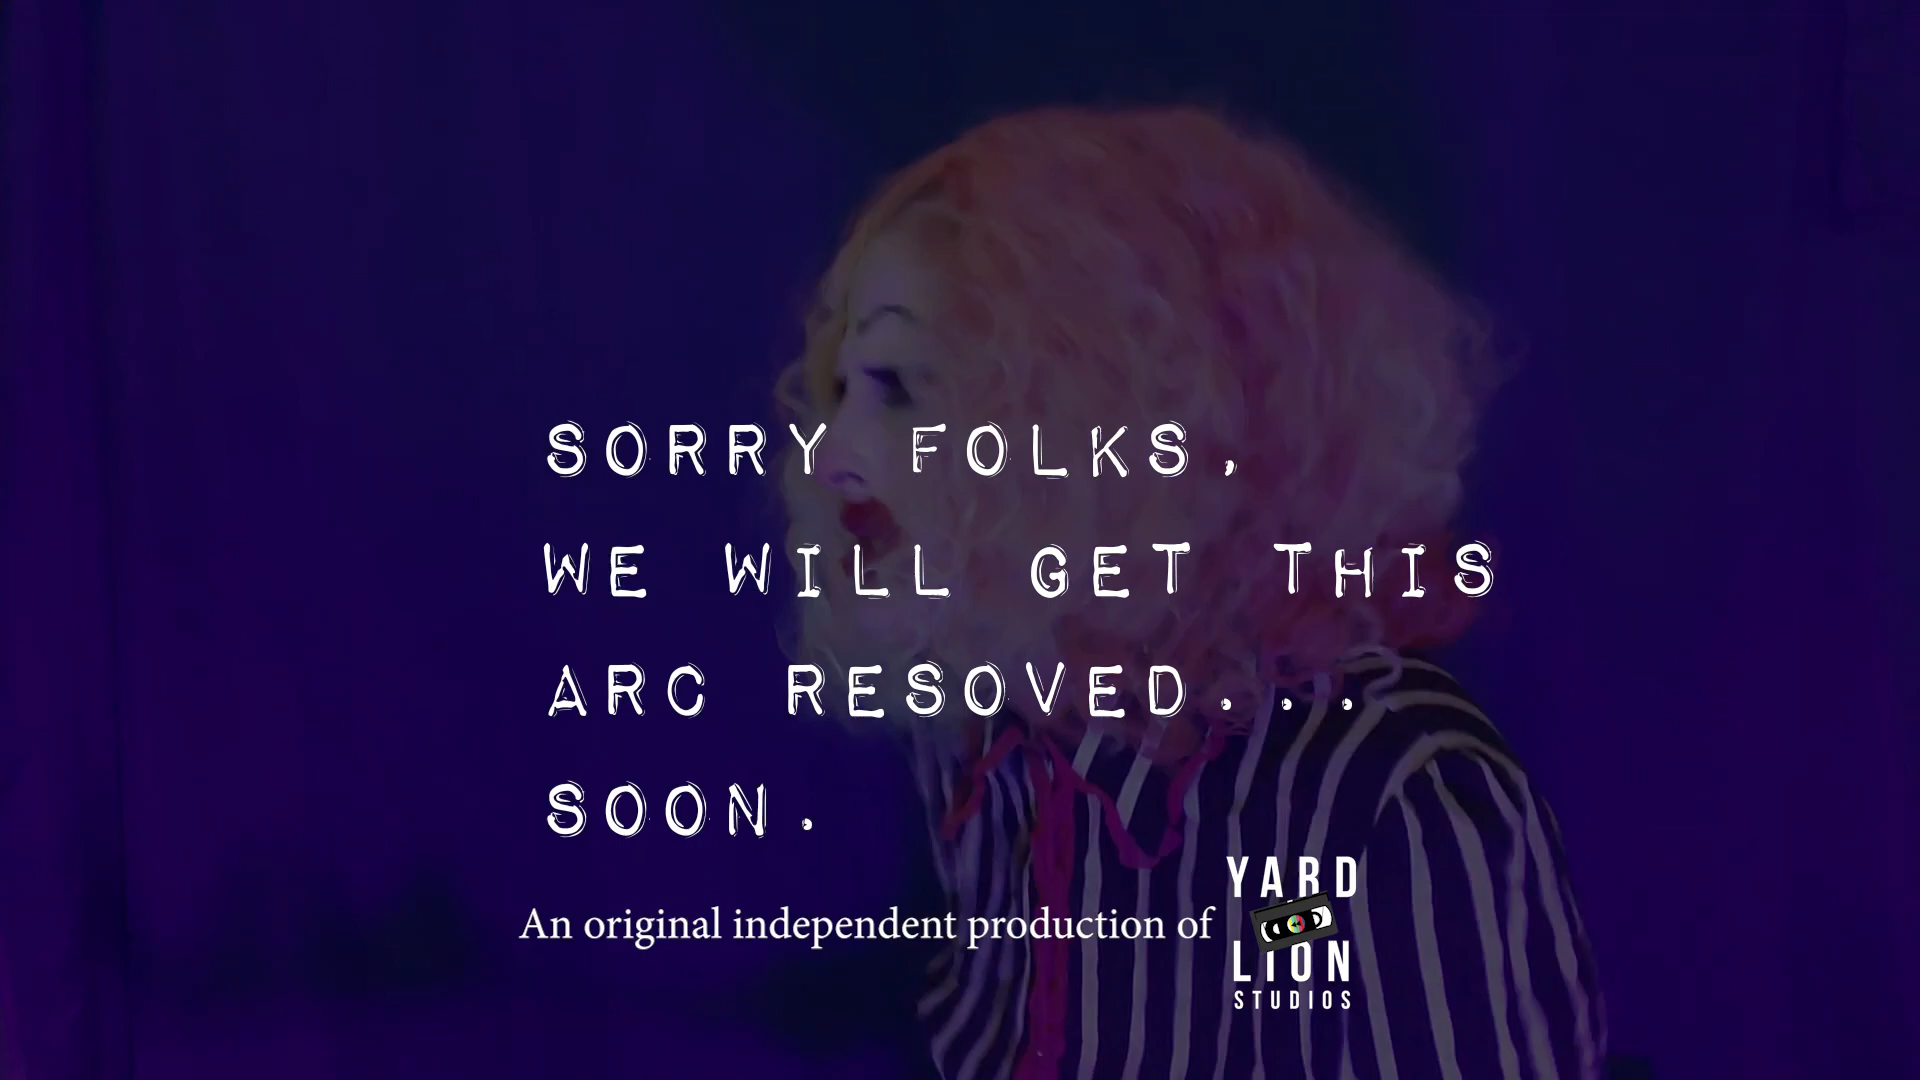 SORRY FOLKS,
WE WILL GET THIS
ARC RESOVED...
SOON.
An original independent production of
YARD
LION
STUDIOS